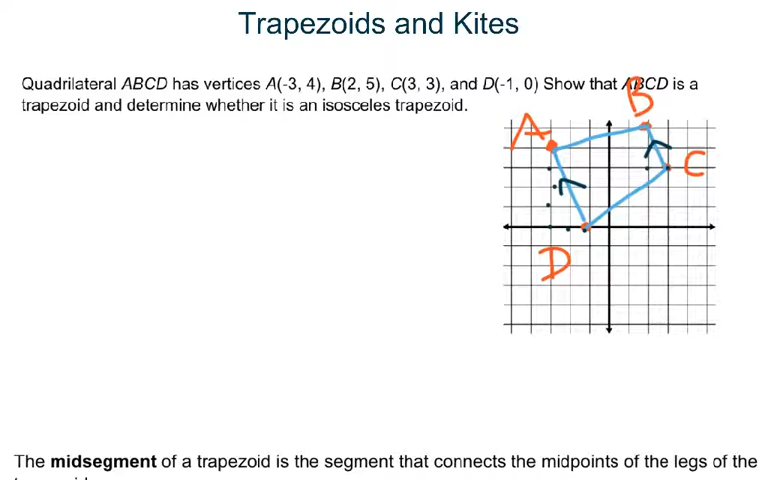 Trapezoids and Kites
Quadrilateral ABCD has vertices A(-3, 4), B(2, 5), C(3, 3), and D(-1, 0) Show that ABCD is a
trapezoid and determine whether it is an isosceles trapezoid.
B
A
C
D
The midsegment of a trapezoid is the segment that connects the midpoints of the legs of the